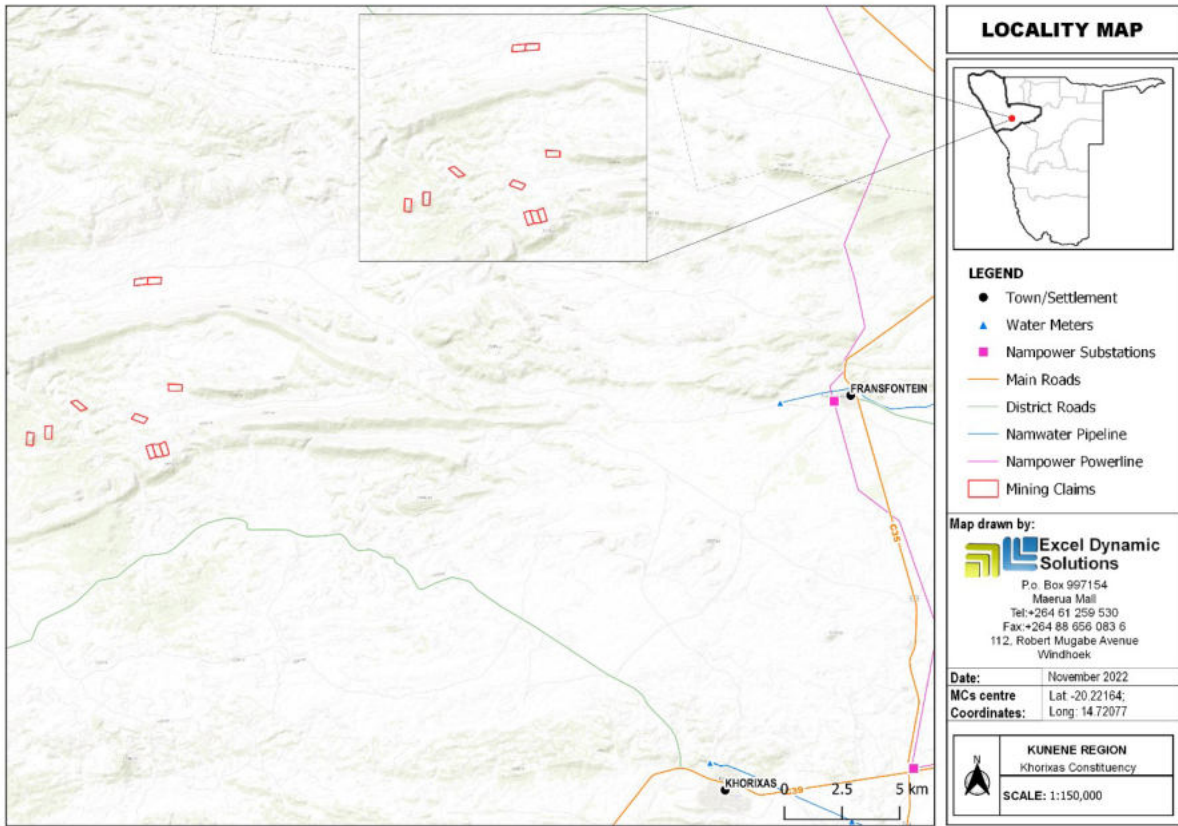 LOCALITY MAP
FRANSFONTEIN
C35
KHORIXAS
C39
0 2.5 5 km
LEGEND
Town/Settlement
Water Meters
Nampower Substations
Main Roads
District Roads
Namwater Pipeline
Nampower Powerline
Mining Claims
Map drawn by:
Excel Dynamic
Solutions
P.o. Box 997154
Maerua Mall
Tel:+264 61 259 530
Fax:+264 88 656 083 6
112, Robert Mugabe Avenue
Windhoek
Date: November 2022
MCs centre Lat -20.22164;
Coordinates: Long: 14.72077
N
KUNENE REGION
Khorixas Constituency
SCALE: 1:150,000